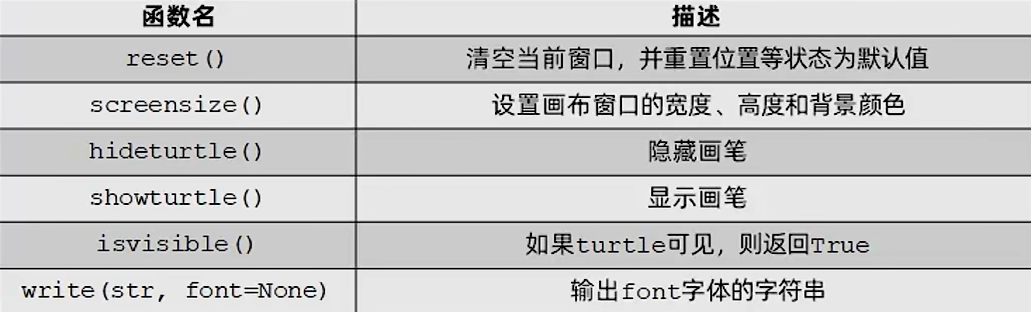 函数名 描述
reset() 清空当前窗口，并重置位置等状态为默认值
screensize() 设置画布窗口的宽度、高度和背景颜色
hideturtle() 隐藏画笔
showturtle() 显示画笔
isvisible() 如果turtle可见，则返回True
write(str, font=None) 输出font字体的字符串